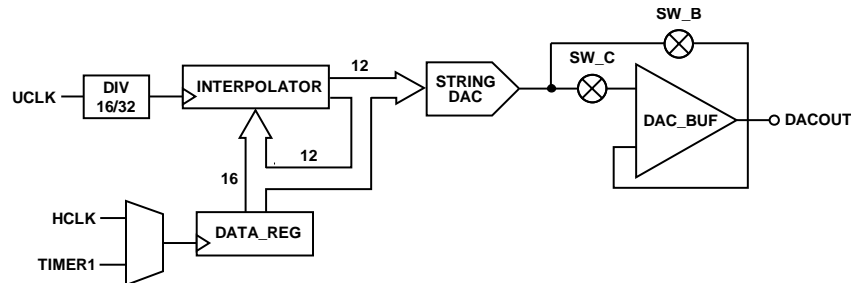 SW_B
12
SW_C
DIV
16/32
INTERPOLATOR
STRING
DAC
UCLK
DAC_BUF
DACOUT
12
16
HCLK
DATA_REG
TIMER1